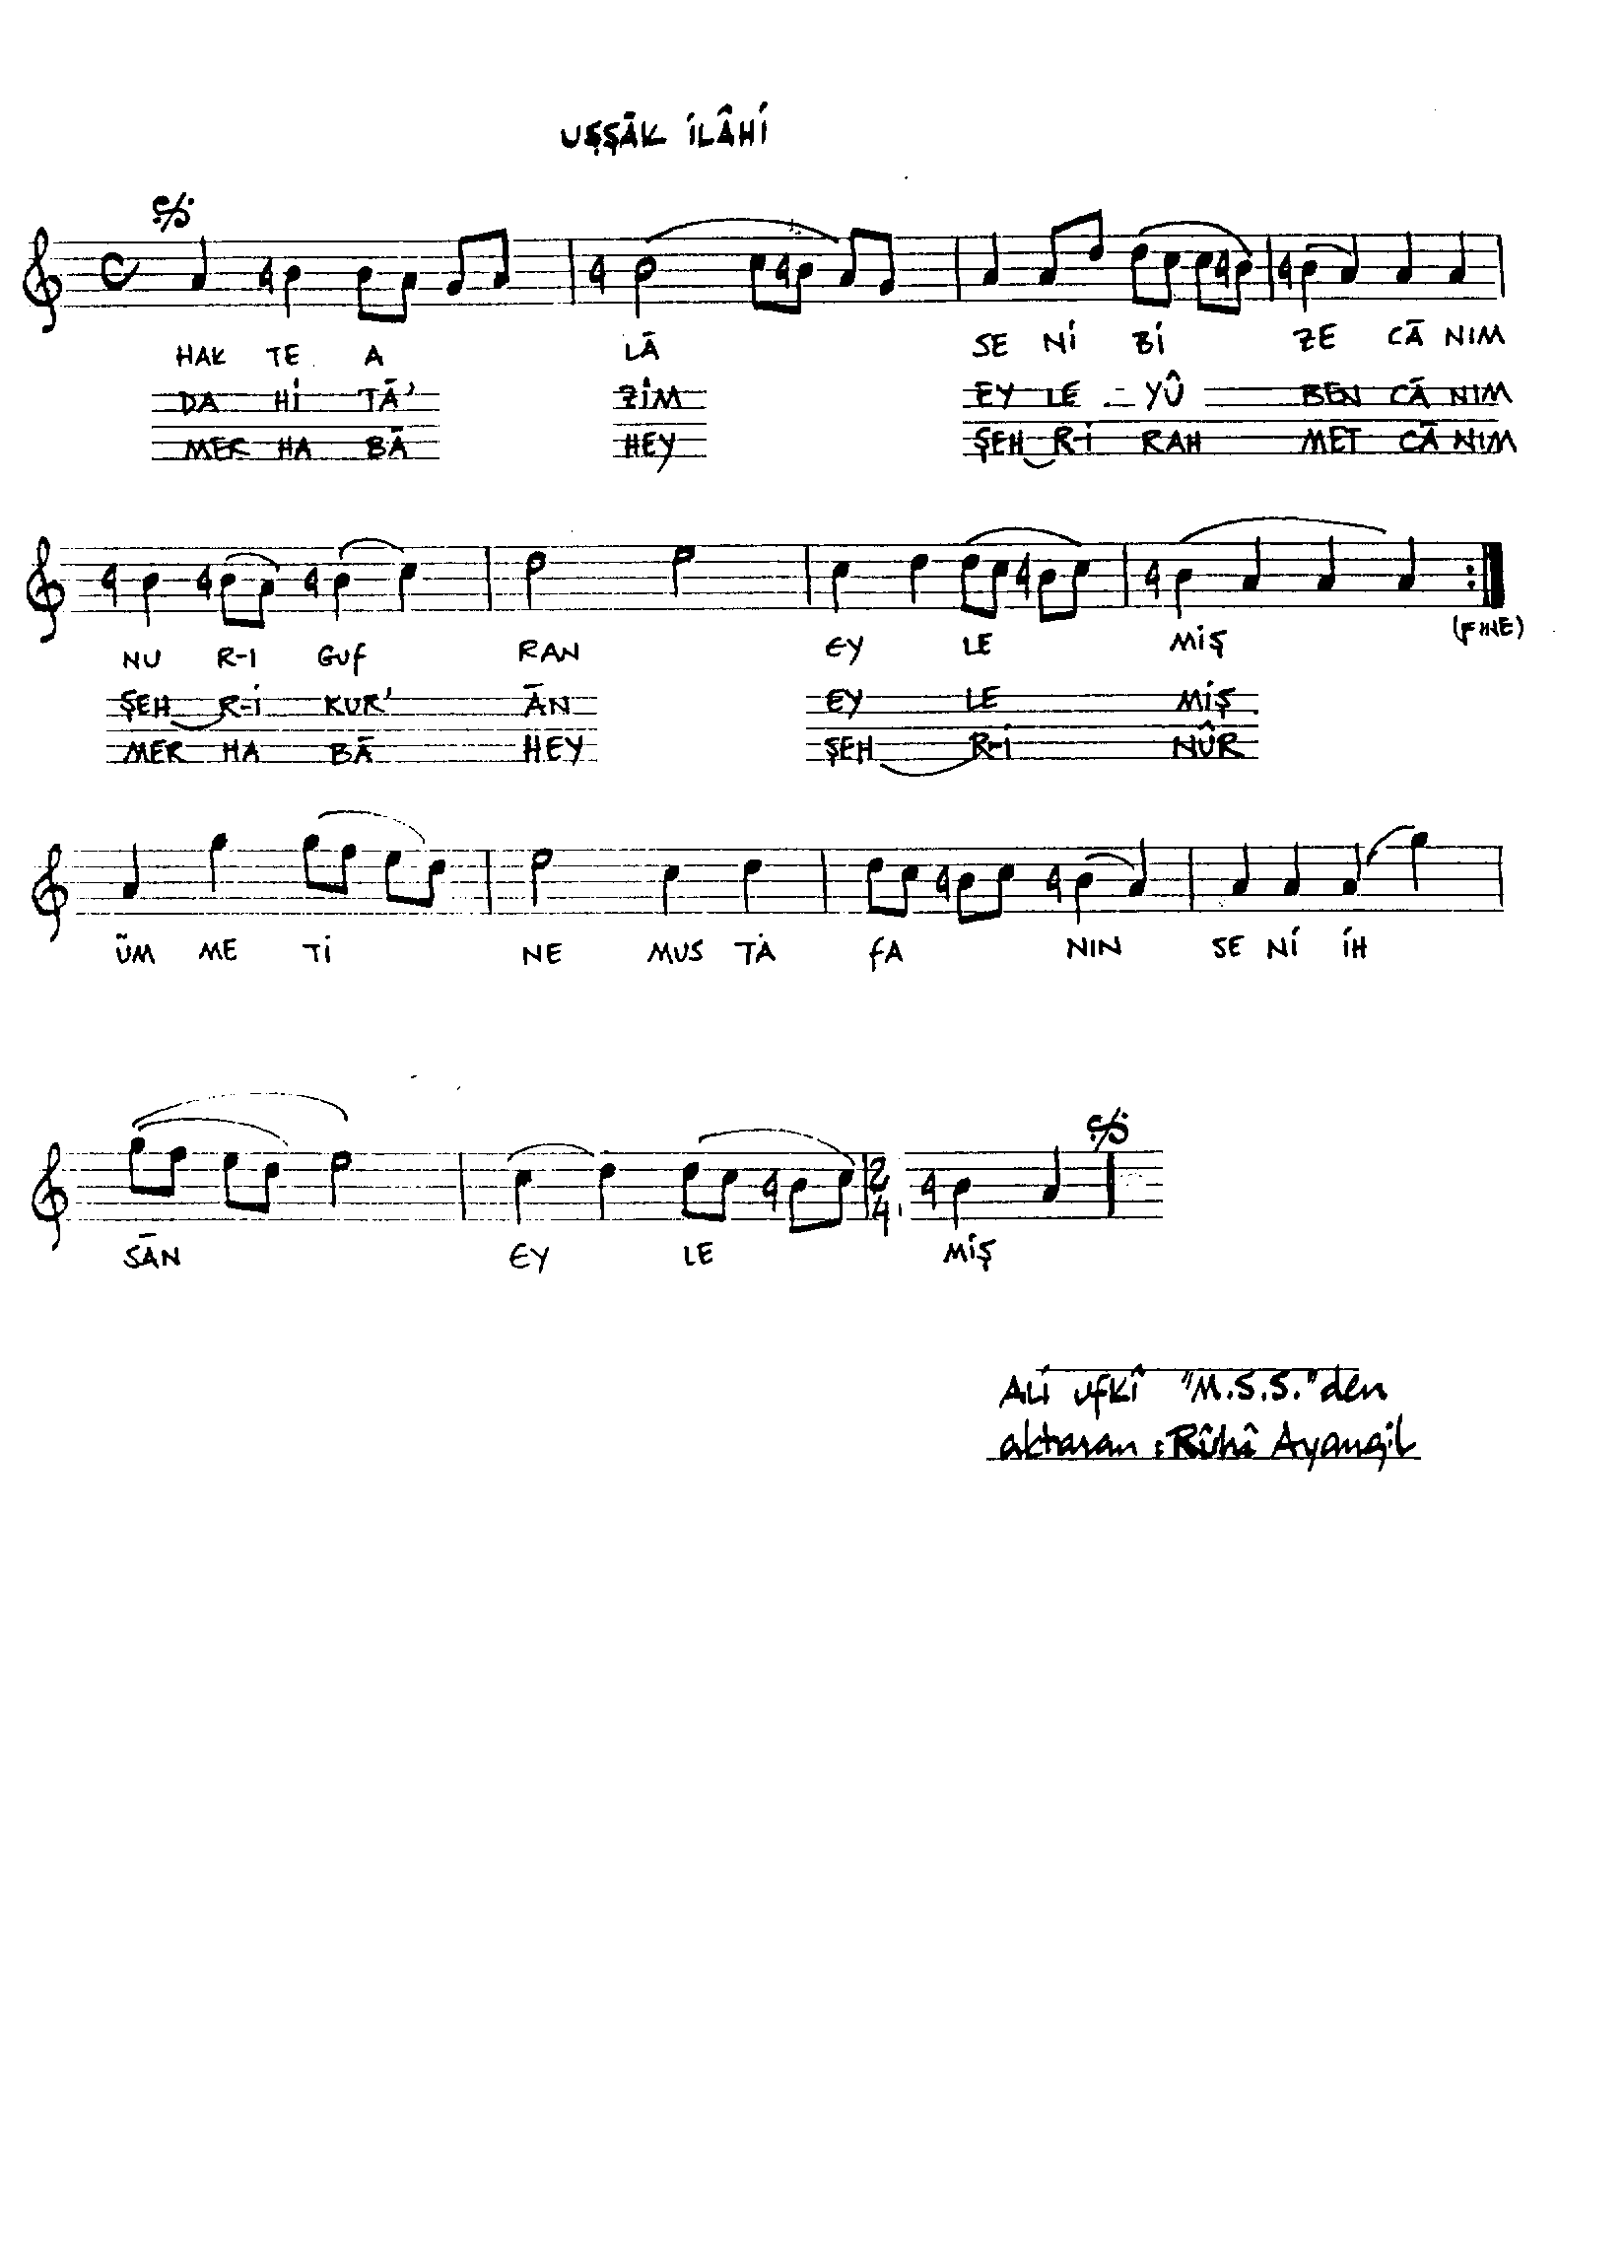 UŞŞĀK İLÂHİ
HAK TE A LĀ SE Nİ Bİ ZE CĀ NIM
DA Hİ TĀ' ZİM EY LE YÛ BEN CĀ NIM
MER HA BĀ HEY ŞEH R-İ RAH MET CĀ NIM
NU R-I GUF RAN EY LE MİŞ (FINE)
ŞEH R-İ KUR' ĀN EY LE MİŞ
MER HA BĀ HEY ŞEH R-İ NÛR
ÜM ME Tİ NE MUS TA FA NIN SE Nİ İH
2
4
SĀN EY LE MİŞ
ALİ UFKÎ "M.S.S."den
aktaran : Rûhî Ayangil